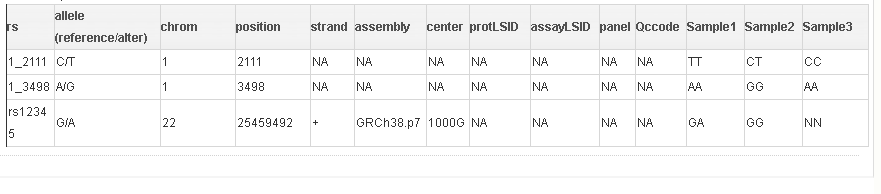 rs allele (reference/alter) chrom position strand assembly center protLSID assayLSID panel Qccode Sample1 Sample2 Sample3
1_2111 C/T 1 2111 NA NA NA NA NA NA NA TT CT CC
1_3498 A/G 1 3498 NA NA NA NA NA NA NA AA GG AA
rs12345 G/A 22 25459492 + GRCh38.p7 1000G NA NA NA NA GA GG NN